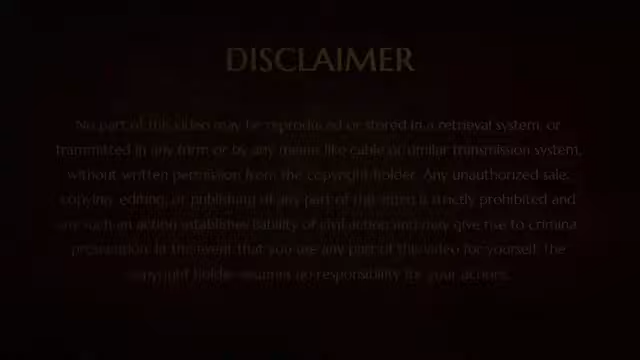 DISCLAIMER
No part of this video may be reproduced or stored in a retrieval system, or
transmitted in any form or by any means like cable or similar transmission system,
without written permission from the copyright holder. Any unauthorized sale,
copying, editing, or publishing of any part of this video is strictly prohibited and
any such an action establishes liability of civil action and may give rise to criminal
prosecution. In the event that you use any part of this video for yourself, the
copyright holder assumes no responsibility for your actions.